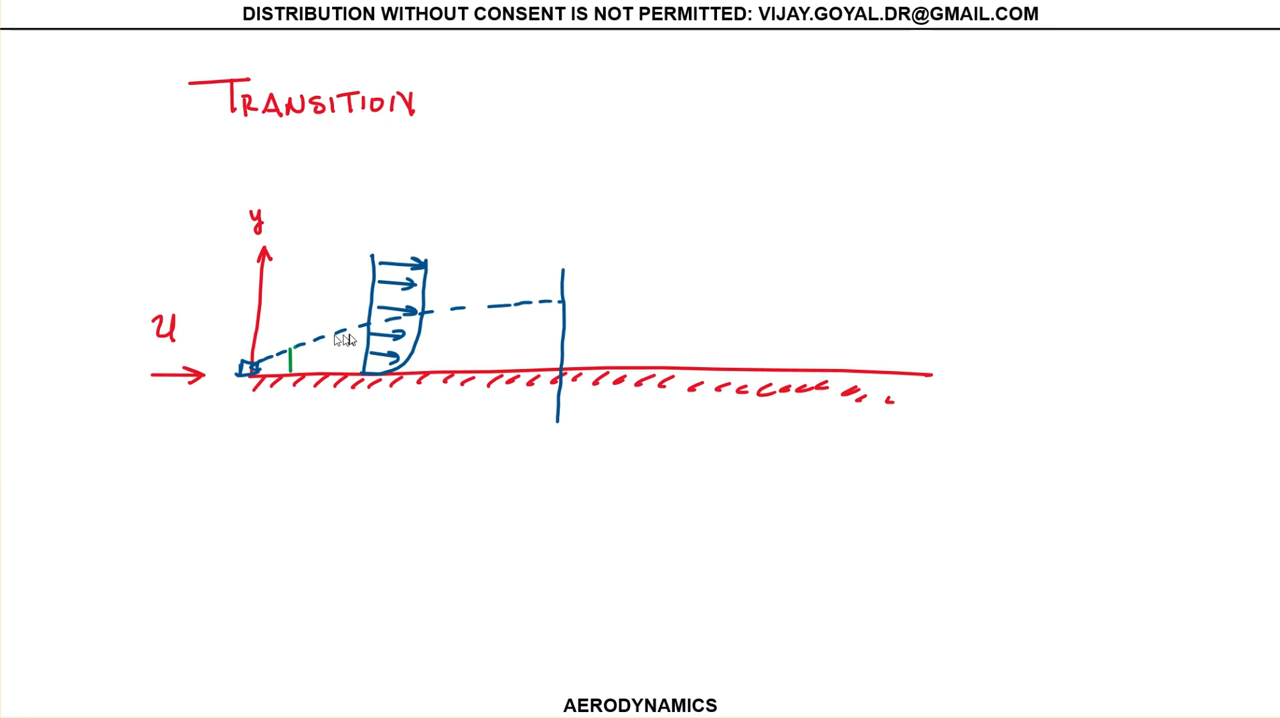 DISTRIBUTION WITHOUT CONSENT IS NOT PERMITTED: VIJAY.GOYAL.DR@GMAIL.COM
TRANSITION
y
U
AERODYNAMICS